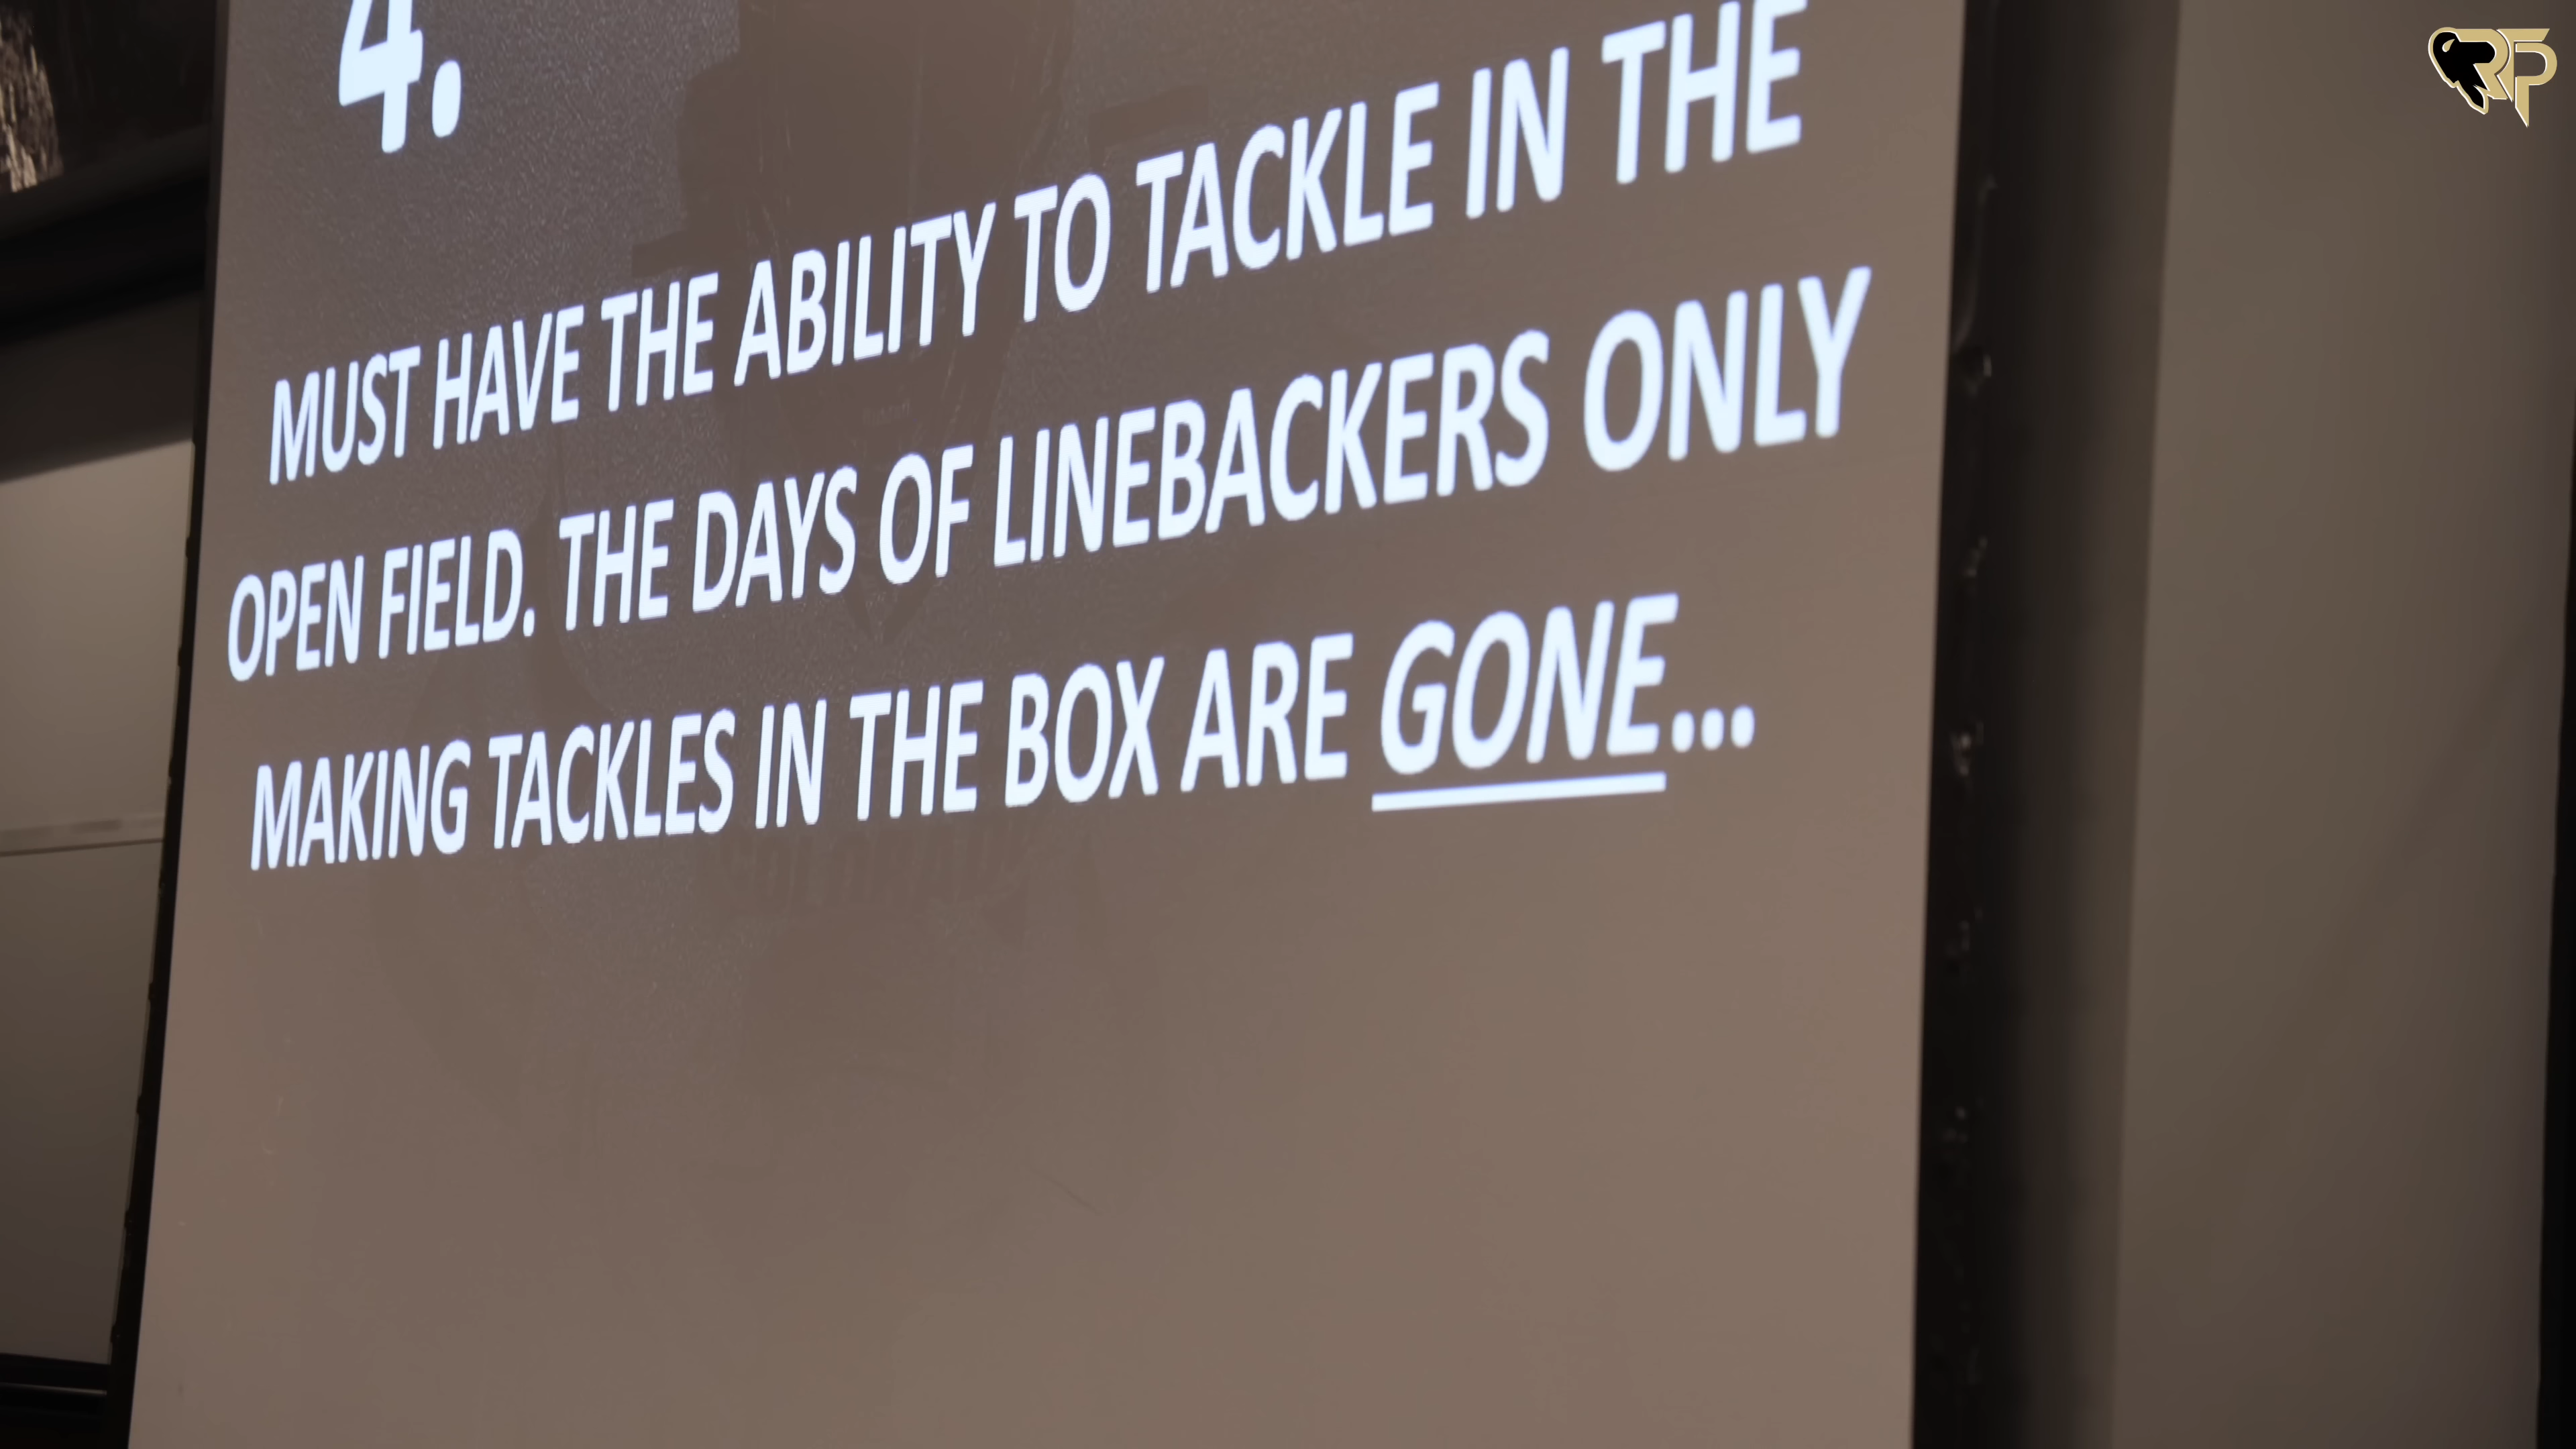 4.
MUST HAVE THE ABILITY TO TACKLE IN THE
OPEN FIELD. THE DAYS OF LINEBACKERS ONLY
MAKING TACKLES IN THE BOX ARE GONE...
RP